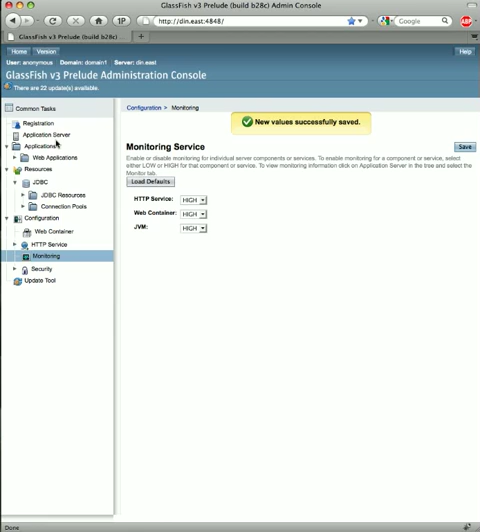 GlassFish v3 Prelude (build b28c) Admin Console
1P
http://din.east:4848/
Google
ABP
GlassFish v3 Prelude (build b28c) ...
+
Home Version Help
User: anonymous Domain: domain1 Server: din.east
GlassFish v3 Prelude Administration Console
There are 22 update(s) available.
Common Tasks
Registration
Application Server
Applications
Web Applications
Resources
JDBC
JDBC Resources
Connection Pools
Configuration
Web Container
HTTP Service
Monitoring
Security
Update Tool
Configuration > Monitoring
New values successfully saved.
Monitoring Service
Save
Enable or disable monitoring for individual server components or services. To enable monitoring for a component or service, select
either LOW or HIGH for that component or service. To view monitoring information click on Application Server in the tree and select the
Monitor tab.
Load Defaults
HTTP Service: HIGH
Web Container: HIGH
JVM: HIGH
Done